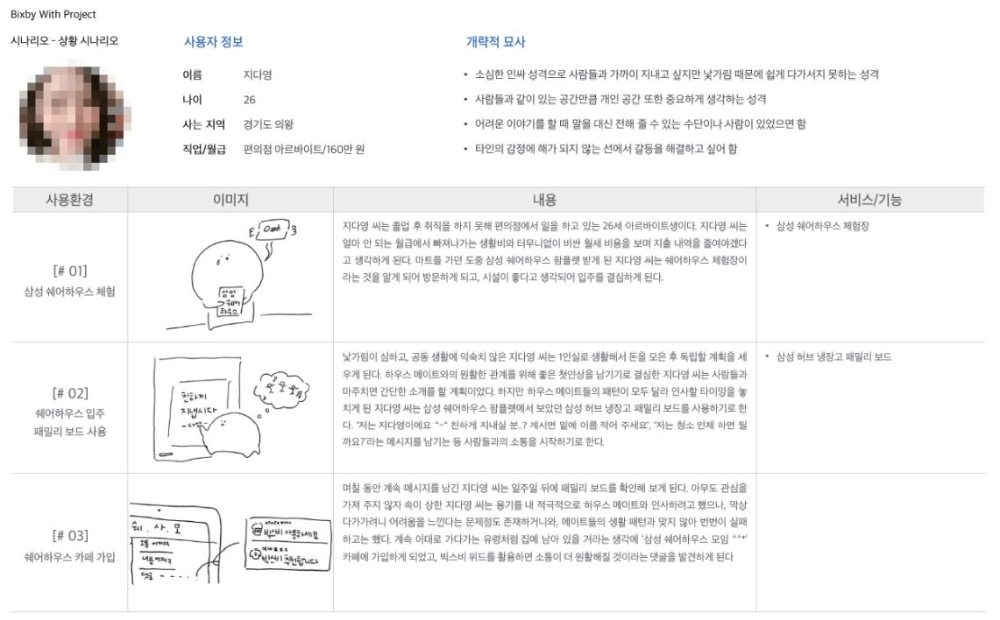 Bixby With Project
시나리오 - 상황 시나리오
사용자 정보
이름 지다영
나이 26
사는 지역 경기도 의왕
직업/월급 편의점 아르바이트/160만 원
개략적 묘사
• 소심한 인싸 성격으로 사람들과 가까이 지내고 싶지만 낯가림 때문에 쉽게 다가서지 못하는 성격
• 사람들과 같이 있는 공간만큼 개인 공간 또한 중요하게 생각하는 성격
• 어려운 이야기를 할 때 말을 대신 전해 줄 수 있는 수단이나 사람이 있었으면 함
• 타인의 감정에 해가 되지 않는 선에서 갈등을 해결하고 싶어 함
사용환경 이미지 내용 서비스/기능
[# 01]
삼성 쉐어하우스 체험
삼성
쉐어
하우스
지다영 씨는 졸업 후 취직을 하지 못해 편의점에서 일을 하고 있는 26세 아르바이트생이다. 지다영 씨는
얼마 안 되는 월급에서 빠져나가는 생활비와 터무니없이 비싼 월세 비용을 보며 지출 내역을 줄여야겠다
고 생각하게 된다. 마트를 가던 도중 삼성 쉐어하우스 팜플렛 받게 된 지다영 씨는 쉐어하우스 체험장이
라는 것을 알게 되어 방문하게 되고, 시설이 좋다고 생각되어 입주를 결심하게 된다.
• 삼성 쉐어하우스 체험장
[# 02]
쉐어하우스 입주
패밀리 보드 사용
친하게
지냅시다
낯가림이 심하고, 공동 생활에 익숙치 않은 지다영 씨는 1인실로 생활해서 돈을 모은 후 독립할 계획을 세
우게 된다. 하우스 메이트와의 원활한 관계를 위해 좋은 첫인상을 남기기로 결심한 지다영 씨는 사람들과
마주치면 간단한 소개를 할 계획이었다. 하지만 하우스 메이트들의 패턴이 모두 달라 인사할 타이밍을 놓
치게 된 지다영 씨는 삼성 쉐어하우스 팜플렛에서 보았던 삼성 허브 냉장고 패밀리 보드를 사용하기로 한
다. '저는 지다영이에요 ^-^ 친하게 지내실 분..? 계시면 밑에 이름 적어 주세요', '저는 청소 언제 하면 될
까요?'라는 메시지를 남기는 등 사람들과의 소통을 시작하기로 한다.
• 삼성 허브 냉장고 패밀리 보드
[# 03]
쉐어하우스 카페 가입
쉐.사.모
댓글
빅스비 사용하세요
빅스비 추천합니다
며칠 동안 계속 메시지를 남긴 지다영 씨는 일주일 뒤에 패밀리 보드를 확인해 보게 된다. 아무도 관심을
가져 주지 않자 속이 상한 지다영 씨는 용기를 내 적극적으로 하우스 메이트와 인사하려고 했으나, 막상
다가가려니 어려움을 느낀다는 문제점도 존재하거니와, 메이트들의 생활 패턴과 맞지 않아 번번이 실패
하고는 했다. 계속 이대로 가다가는 유령처럼 집에 남아 있을 거라는 생각에 '삼성 쉐어하우스 모임 ^^*'
카페에 가입하게 되었고, 빅스비 위드를 활용하면 소통이 더 원활해질 것이라는 댓글을 발견하게 된다